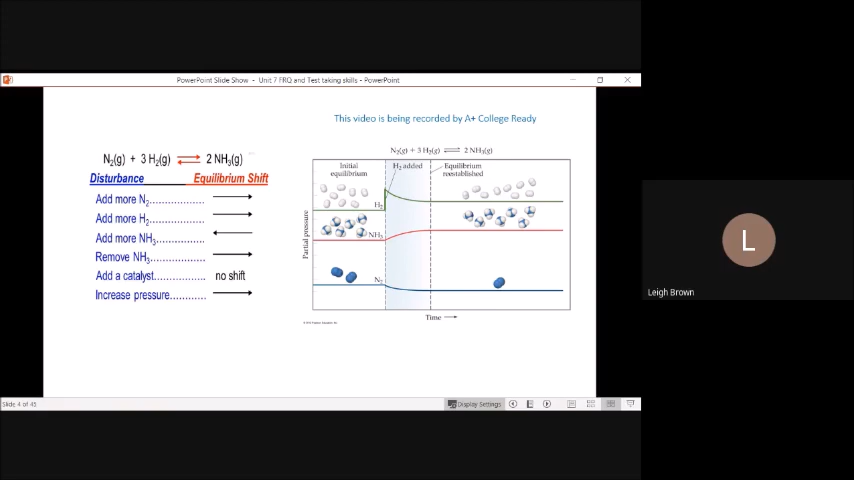 PowerPoint Slide Show - Unit 7 FRQ and Test taking skills - PowerPoint
This video is being recorded by A+ College Ready
N₂(g) + 3 H₂(g) ⇌ 2 NH₃(g)
Disturbance Equilibrium Shift
Add more N₂.................. →
Add more H₂.................. →
Add more NH₃................ ←
Remove NH₃.................. →
Add a catalyst................ no shift
Increase pressure............ →
N₂(g) + 3 H₂(g) ⇌ 2 NH₃(g)
Initial equilibrium
H₂ added
Equilibrium reestablished
Partial pressure
H₂
NH₃
N₂
Time →
L
Leigh Brown
Slide 4 of 45
Display Settings